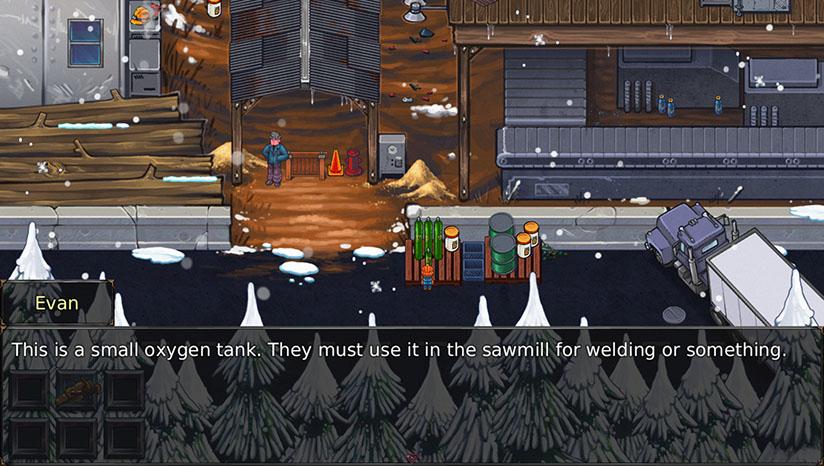 Evan
This is a small oxygen tank. They must use it in the sawmill for welding or something.